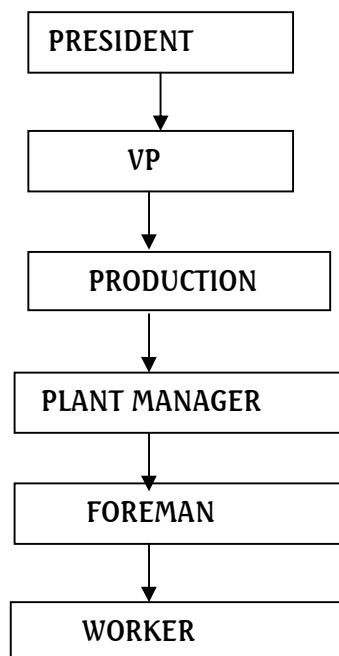 PRESIDENT
VP
PRODUCTION
PLANT MANAGER
FOREMAN
WORKER